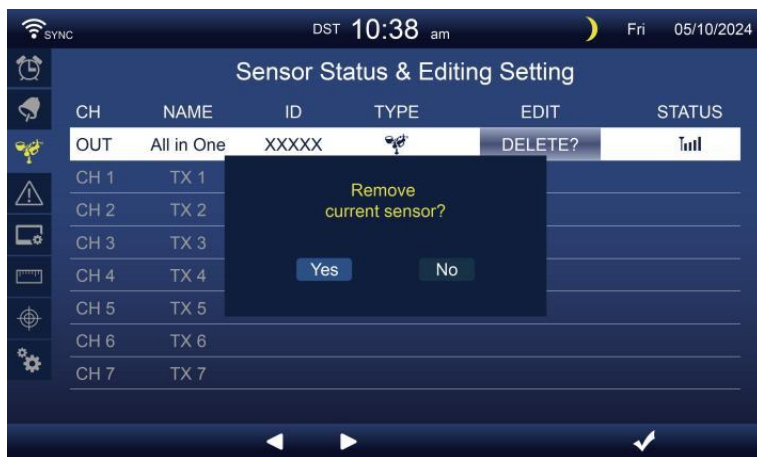 SYNC DST 10:38 am Fri 05/10/2024
Sensor Status & Editing Setting
CH NAME ID TYPE EDIT STATUS
OUT All in One XXXXX DELETE?
CH 1 TX 1
CH 2 TX 2
CH 3 TX 3
CH 4 TX 4
CH 5 TX 5
CH 6 TX 6
CH 7 TX 7
Remove
current sensor?
Yes No